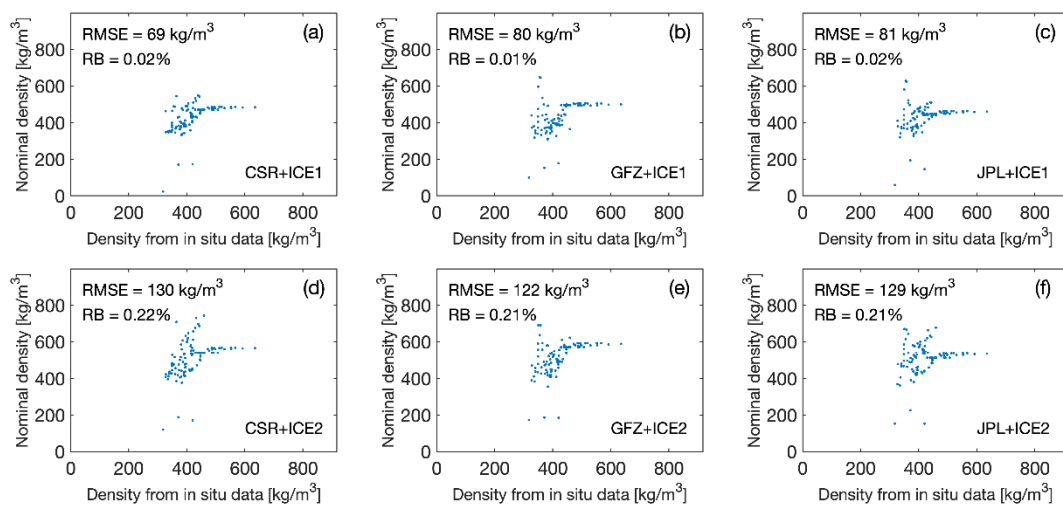 Nominal density [kg/m³]
800
600
400
200
0
RMSE = 69 kg/m³
(a)
RB = 0.02%
CSR+ICE1
0 200 400 600 800
Density from in situ data [kg/m³]
Nominal density [kg/m³]
800
600
400
200
0
RMSE = 80 kg/m³
(b)
RB = 0.01%
GFZ+ICE1
0 200 400 600 800
Density from in situ data [kg/m³]
Nominal density [kg/m³]
800
600
400
200
0
RMSE = 81 kg/m³
(c)
RB = 0.02%
JPL+ICE1
0 200 400 600 800
Density from in situ data [kg/m³]
Nominal density [kg/m³]
800
600
400
200
0
RMSE = 130 kg/m³
(d)
RB = 0.22%
CSR+ICE2
0 200 400 600 800
Density from in situ data [kg/m³]
Nominal density [kg/m³]
800
600
400
200
0
RMSE = 122 kg/m³
(e)
RB = 0.21%
GFZ+ICE2
0 200 400 600 800
Density from in situ data [kg/m³]
Nominal density [kg/m³]
800
600
400
200
0
RMSE = 129 kg/m³
(f)
RB = 0.21%
JPL+ICE2
0 200 400 600 800
Density from in situ data [kg/m³]